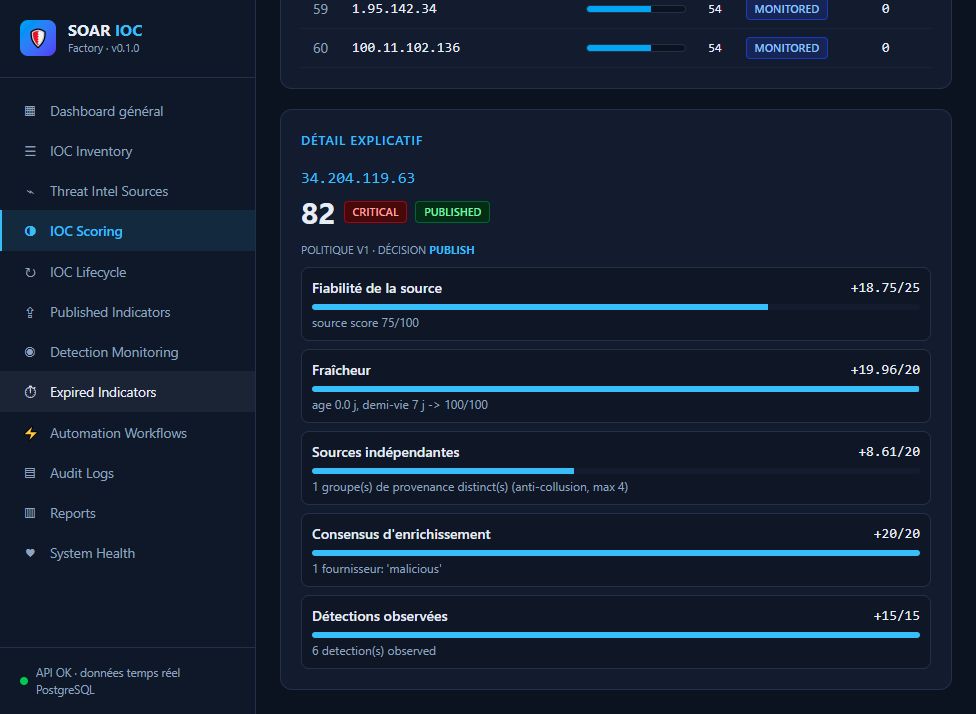 SOAR IOC
Factory · v0.1.0
Dashboard général
IOC Inventory
Threat Intel Sources
IOC Scoring
IOC Lifecycle
Published Indicators
Detection Monitoring
Expired Indicators
Automation Workflows
Audit Logs
Reports
System Health
API OK · données temps réel
PostgreSQL
59 1.95.142.34 54 MONITORED 0
60 100.11.102.136 54 MONITORED 0
DÉTAIL EXPLICATIF
34.204.119.63
82 CRITICAL PUBLISHED
POLITIQUE V1 · DÉCISION PUBLISH
Fiabilité de la source +18.75/25
source score 75/100
Fraîcheur +19.96/20
age 0.0 j, demi-vie 7 j -> 100/100
Sources indépendantes +8.61/20
1 groupe(s) de provenance distinct(s) (anti-collusion, max 4)
Consensus d'enrichissement +20/20
1 fournisseur: 'malicious'
Détections observées +15/15
6 detection(s) observed